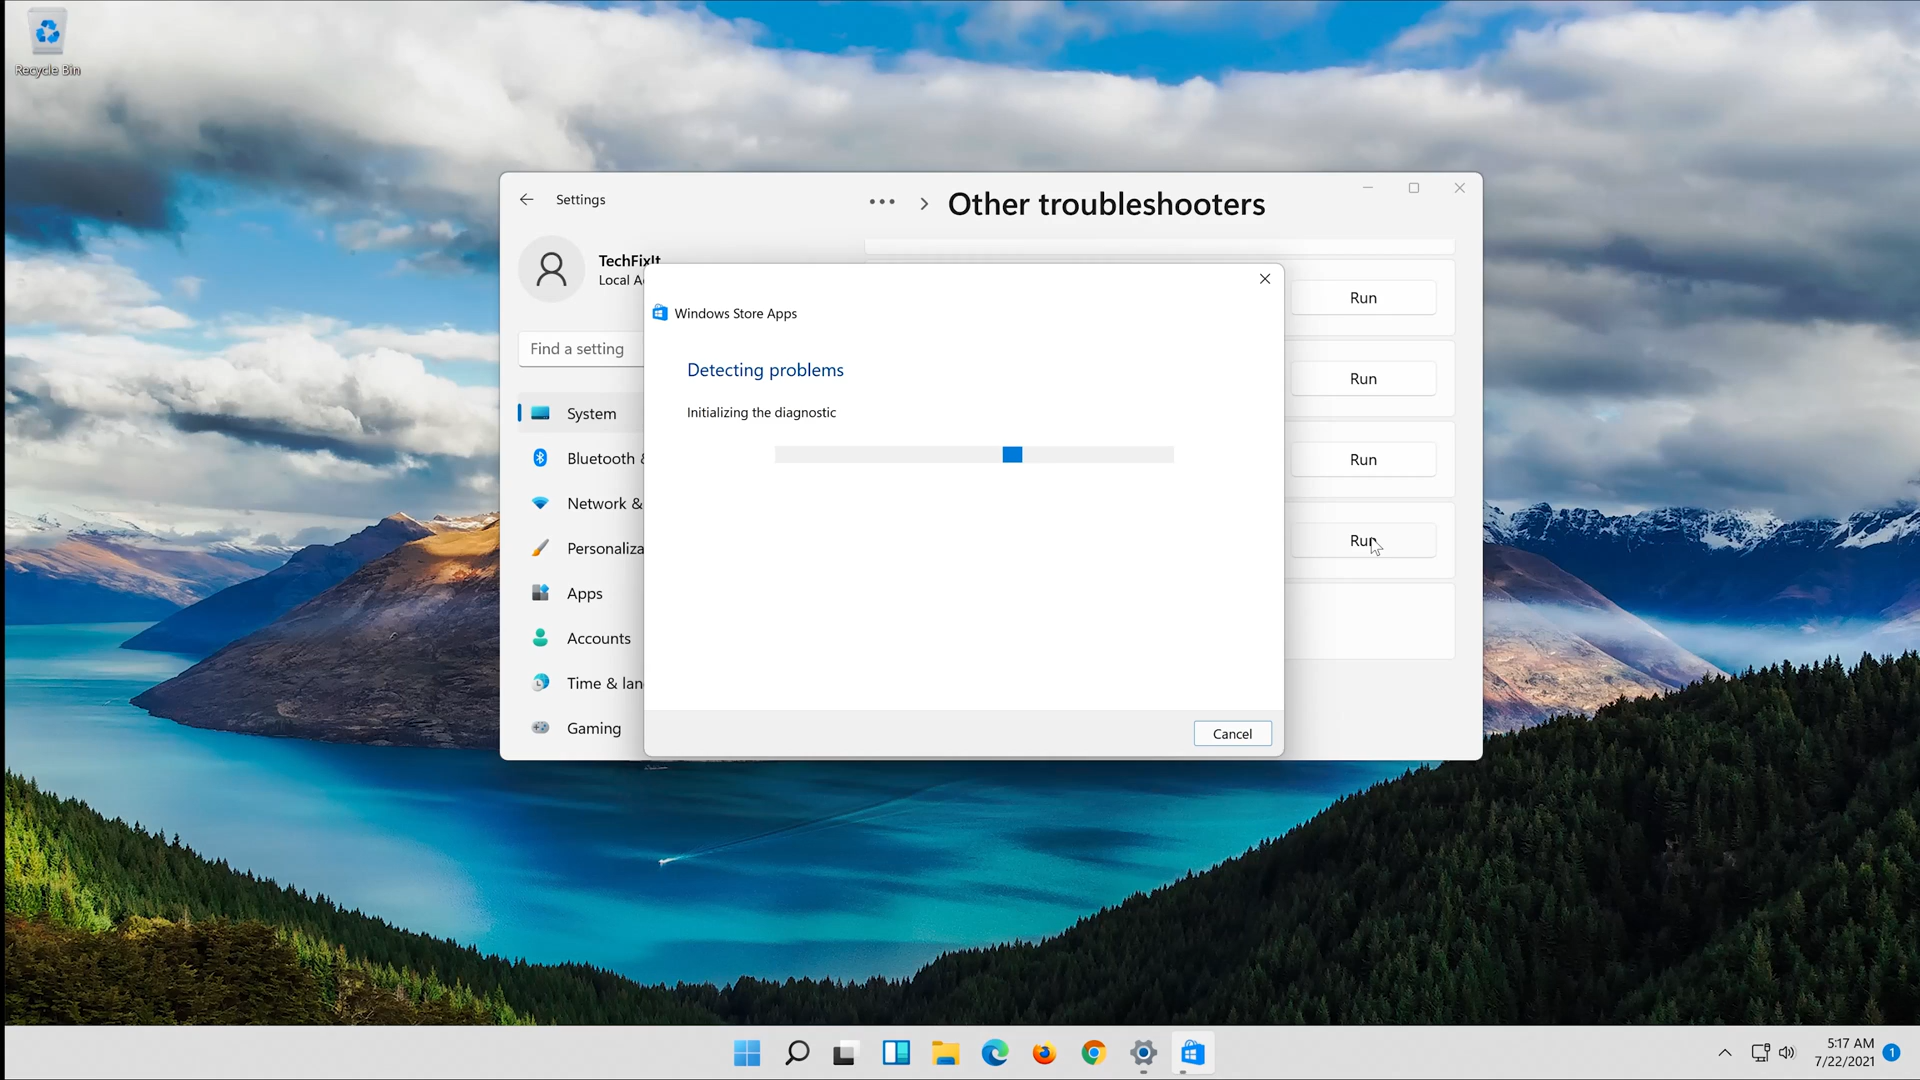 Recycle Bin
Settings
Other troubleshooters
TechFixIt
Local A
Run
Windows Store Apps
Find a setting
Detecting problems
Run
Initializing the diagnostic
System
Bluetooth &
Run
Network &
Run
Personaliza
Apps
Accounts
Time & lan
Gaming
Cancel
5:17 AM
7/22/2021
1